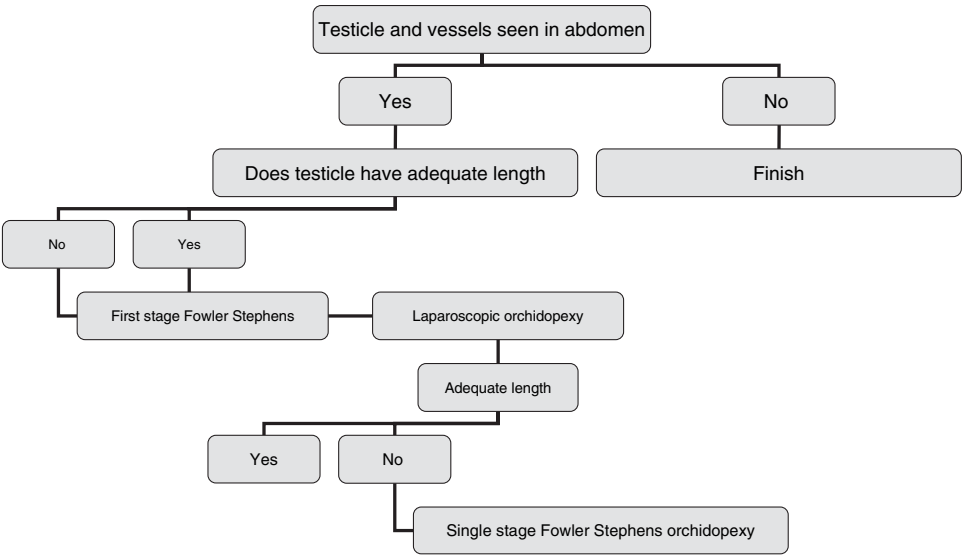 Testicle and vessels seen in abdomen
Yes
No
Does testicle have adequate length
Finish
No
Yes
First stage Fowler Stephens
Laparoscopic orchidopexy
Adequate length
Yes
No
Single stage Fowler Stephens orchidopexy